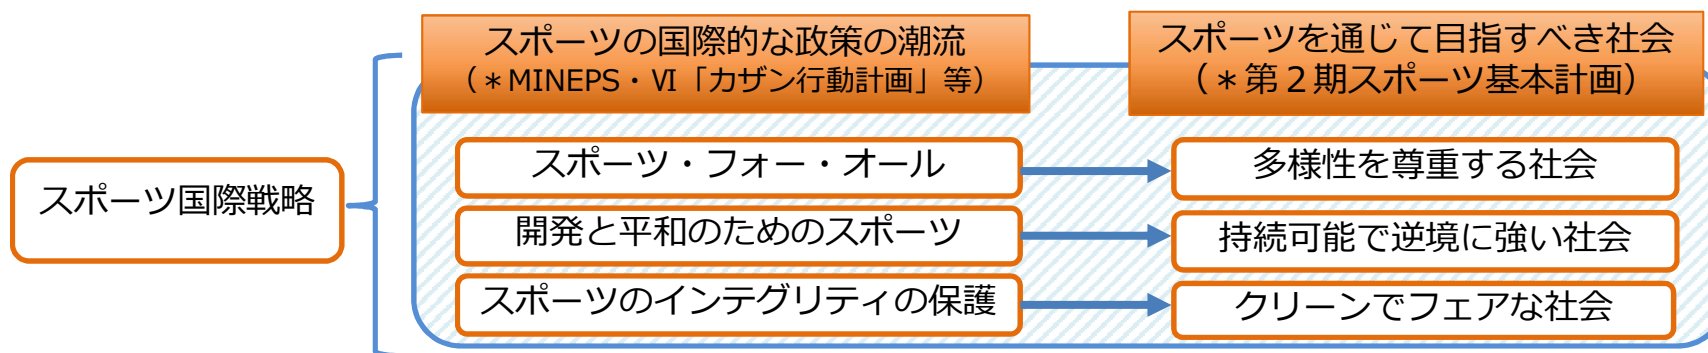 スポーツの国際的な政策の潮流
（＊MINEPS・Ⅵ「カザン行動計画」等）
スポーツを通じて目指すべき社会
（＊第２期スポーツ基本計画）
スポーツ国際戦略
スポーツ・フォー・オール
多様性を尊重する社会
開発と平和のためのスポーツ
持続可能で逆境に強い社会
スポーツのインテグリティの保護
クリーンでフェアな社会